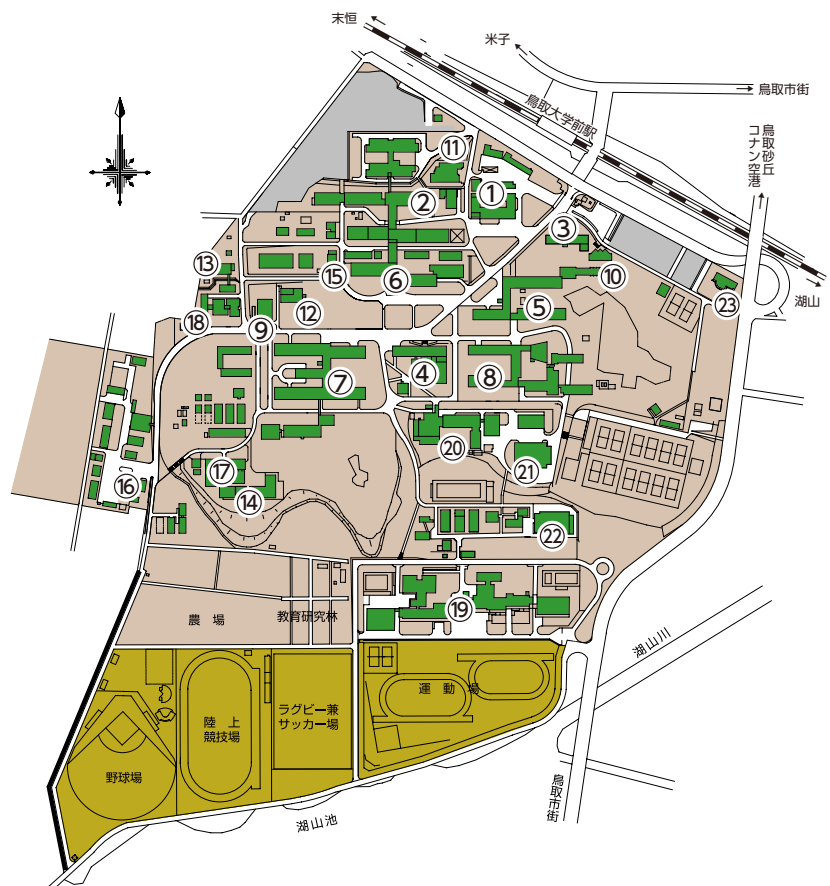 末恒
米子
鳥取市街
鳥取大学前駅
鳥取砂丘
コナン空港
⑪
①
②
③
⑬
⑮
⑥
⑩
湖山
㉓
⑱
⑨
⑫
⑤
⑦
④
⑧
⑳
㉑
⑯
⑰
⑭
㉒
⑲
農場
教育研究林
湖山川
運動場
陸上
競技場
ラグビー兼
サッカー場
野球場
鳥取市街
湖山池